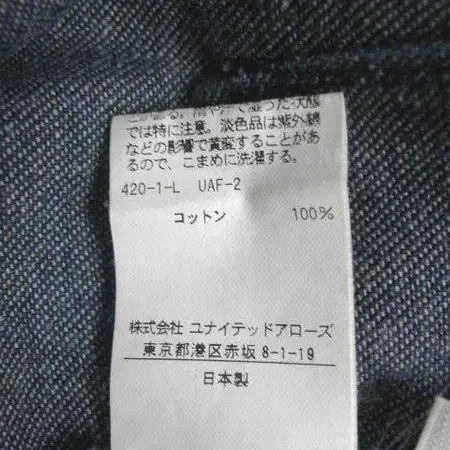 では特に注意。淡色品は紫外線
などの影響で黄変することがあ
るので、こまめに洗濯する。
420-1-L UAF-2
コットン 100%
株式会社 ユナイテッドアローズ
東京都港区赤坂 8-1-19
日本製